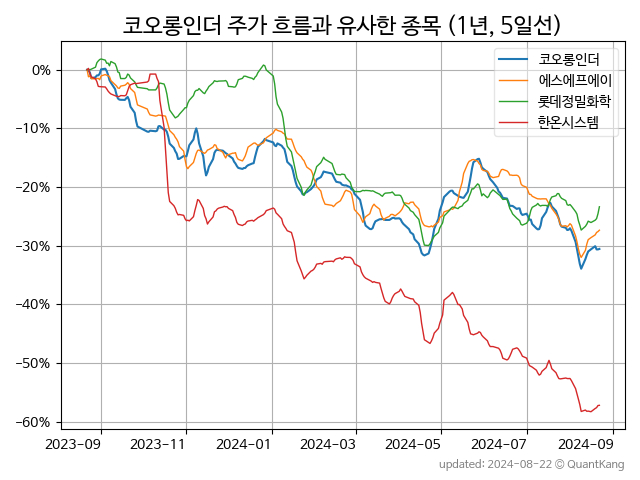 코오롱인더 주가 흐름과 유사한 종목 (1년, 5일선)
코오롱인더
에스에프에이
롯데정밀화학
한온시스템
0%
−10%
−20%
−30%
−40%
−50%
−60%
2023-09 2023-11 2024-01 2024-03 2024-05 2024-07 2024-09
updated: 2024-08-22 © QuantKang